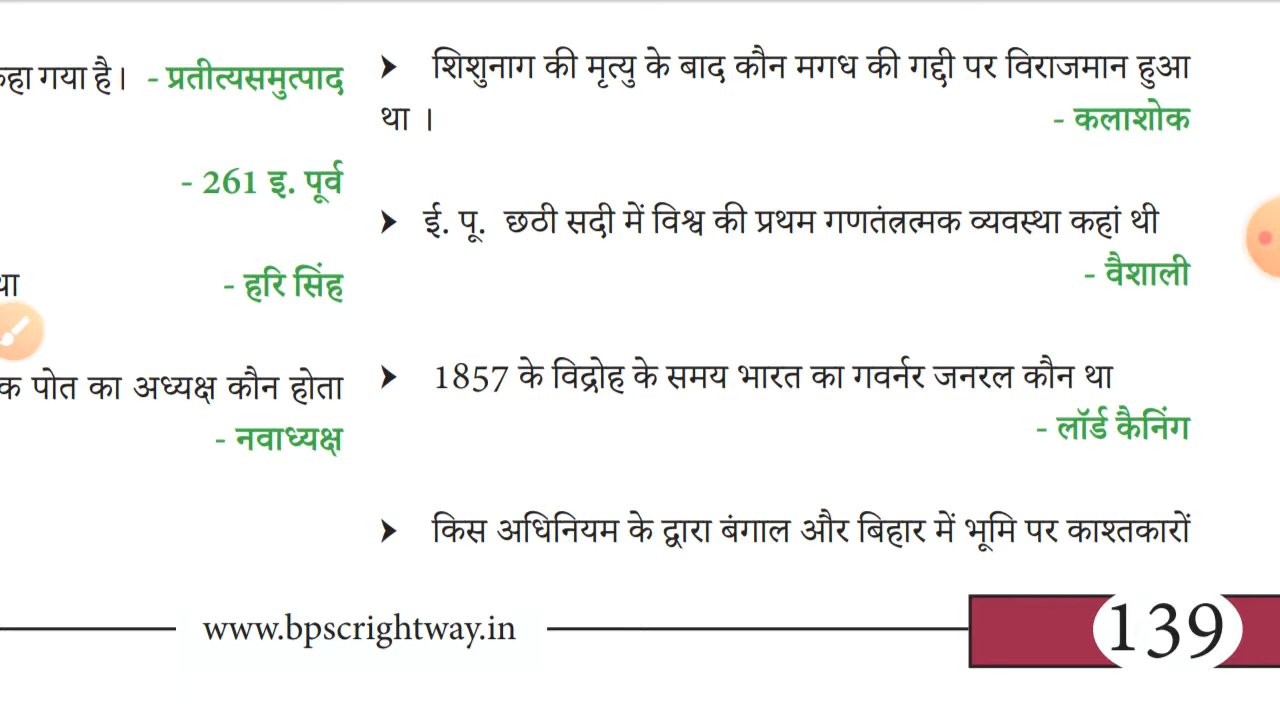 कहा गया है। - प्रतीत्यसमुत्पाद
- 261 इ. पूर्व
था - हरि सिंह
क पोत का अध्यक्ष कौन होता
- नवाध्यक्ष
➤ शिशुनाग की मृत्यु के बाद कौन मगध की गद्दी पर विराजमान हुआ
था ।
- कलाशोक
➤ ई. पू. छठी सदी में विश्व की प्रथम गणतंत्रत्मक व्यवस्था कहां थी
- वैशाली
➤ 1857 के विद्रोह के समय भारत का गवर्नर जनरल कौन था
- लॉर्ड कैनिंग
➤ किस अधिनियम के द्वारा बंगाल और बिहार में भूमि पर काश्तकारों
www.bpscrightway.in
139